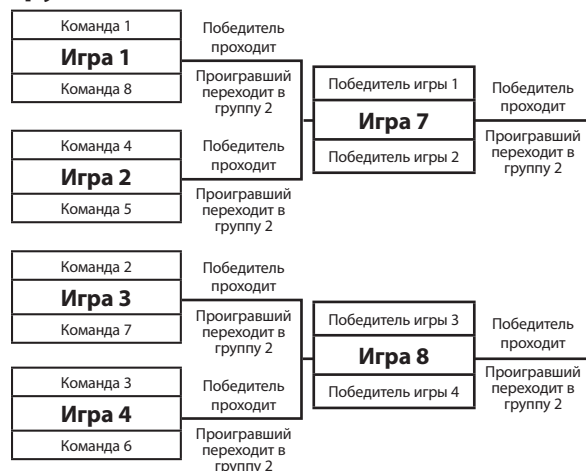 Команда 1
Игра 1
Команда 8
Победитель
проходит
Проигравший
переходит в
группу 2
Команда 4
Игра 2
Команда 5
Победитель
проходит
Проигравший
переходит в
группу 2
Победитель игры 1
Игра 7
Победитель игры 2
Победитель
проходит
Проигравший
переходит в
группу 2
Команда 2
Игра 3
Команда 7
Победитель
проходит
Проигравший
переходит в
группу 2
Команда 3
Игра 4
Команда 6
Победитель
проходит
Проигравший
переходит в
группу 2
Победитель игры 3
Игра 8
Победитель игры 4
Победитель
проходит
Проигравший
переходит в
группу 2